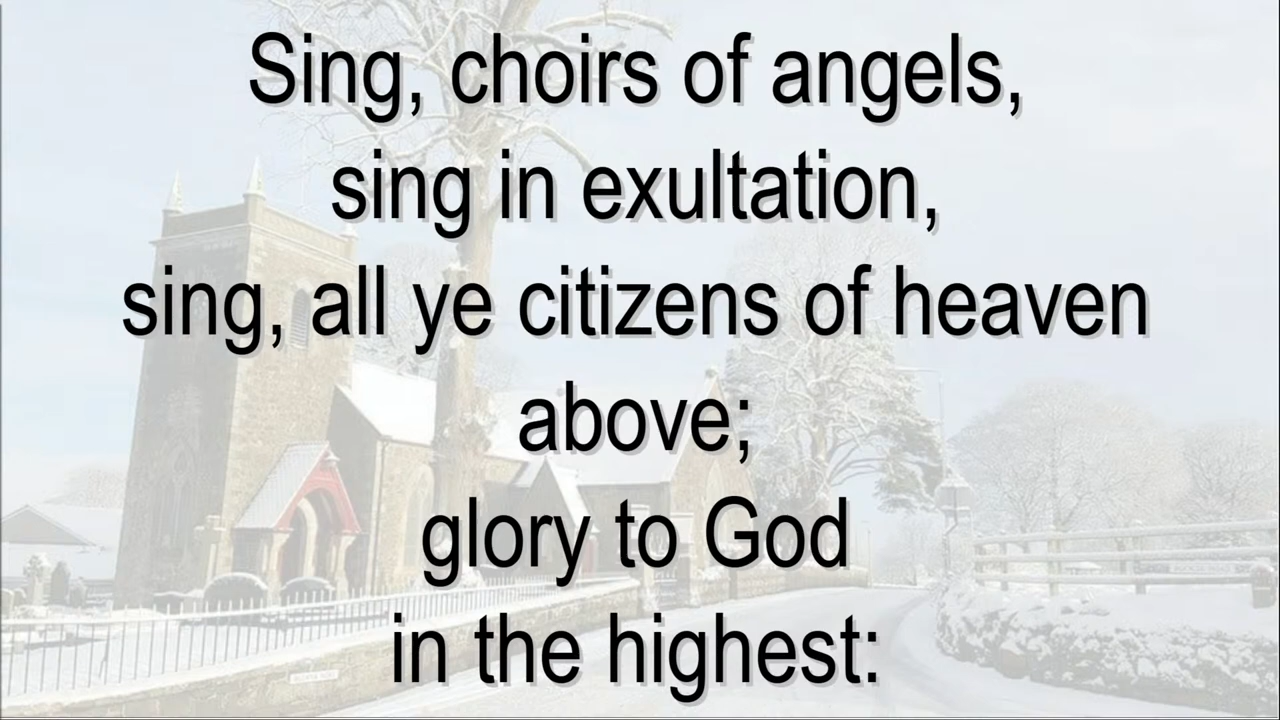 Sing, choirs of angels,
sing in exultation,
sing, all ye citizens of heaven
above;
glory to God
in the highest: